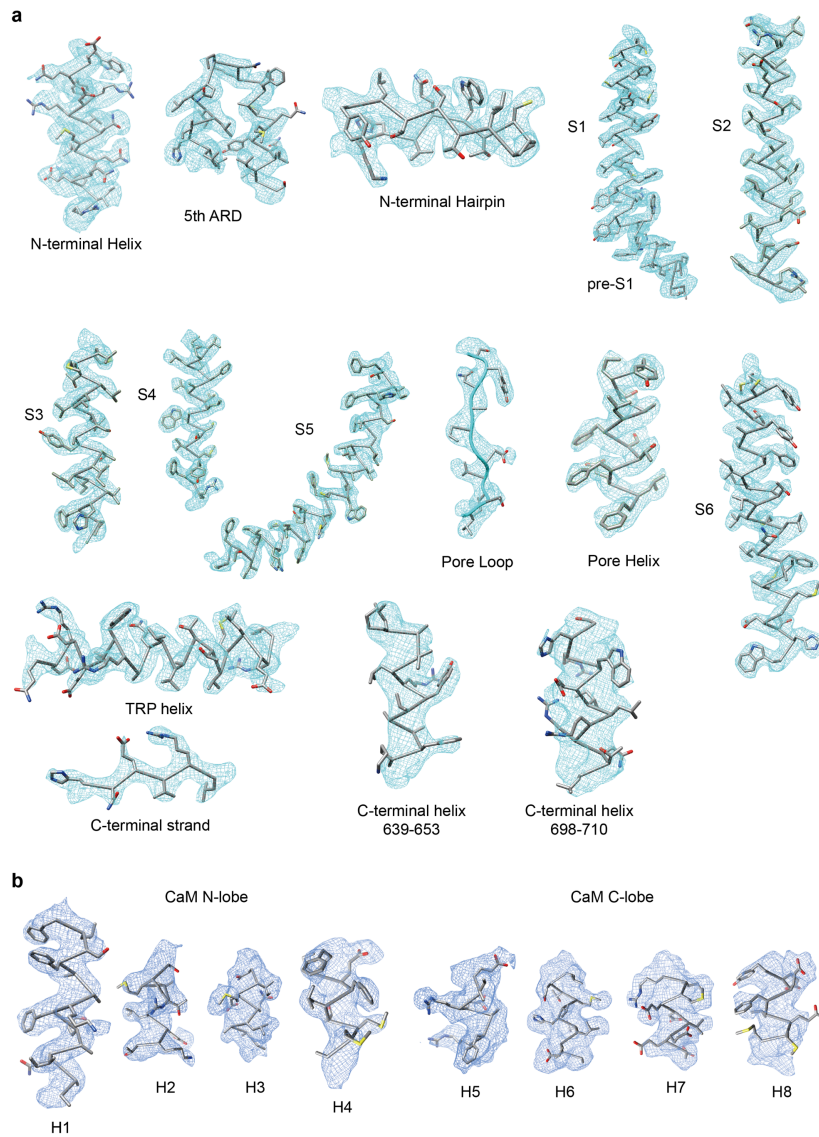 a
N-terminal Helix
5th ARD
N-terminal Hairpin
S1
pre-S1
S2
S3
S4
S5
Pore Loop
Pore Helix
S6
TRP helix
C-terminal strand
C-terminal helix
639-653
C-terminal helix
698-710
b
CaM N-lobe
CaM C-lobe
H1
H2
H3
H4
H5
H6
H7
H8